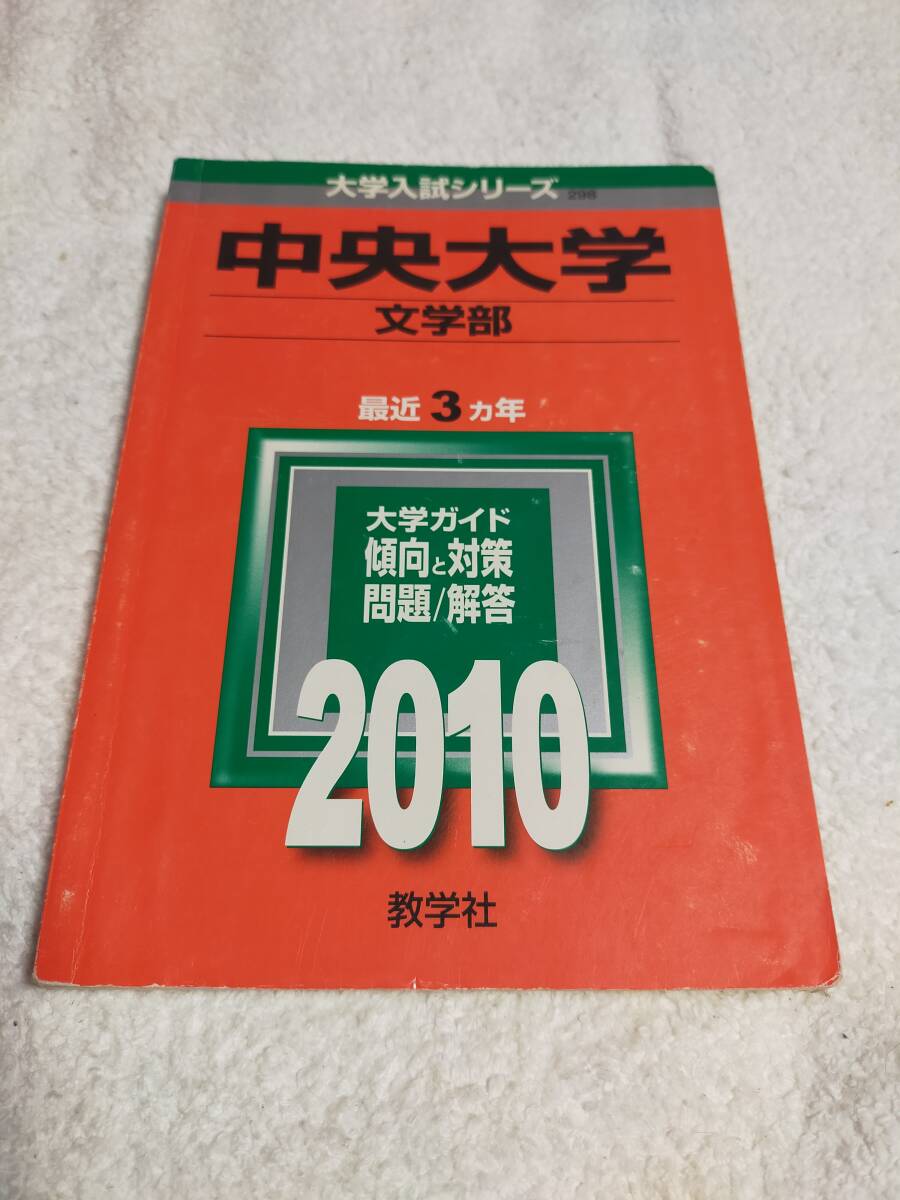 大学入試シリーズ 298
中央大学
文学部
最近3カ年
大学ガイド
傾向と対策
問題/解答
2010
教学社